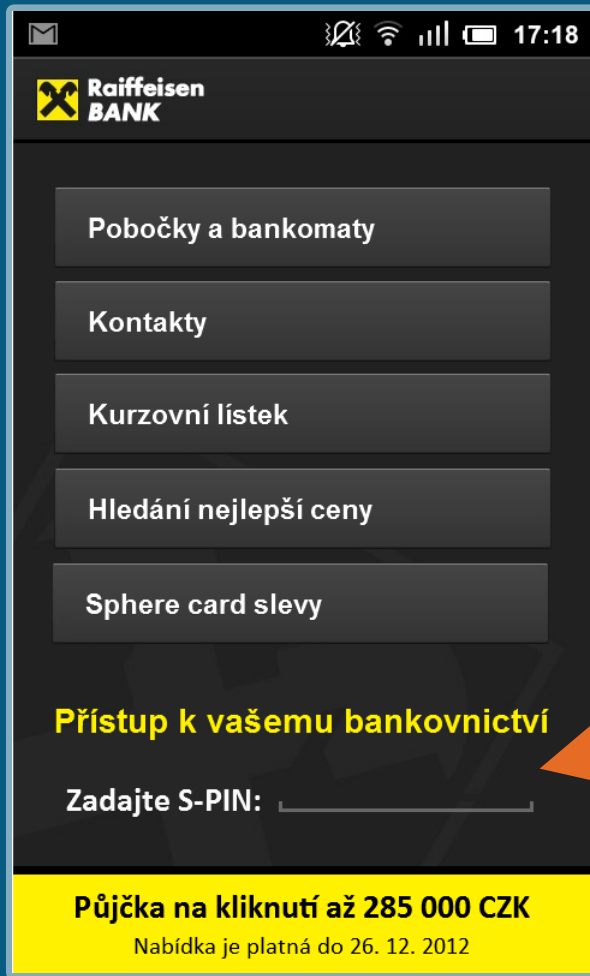 17:18
Raiffeisen
BANK
Pobočky a bankomaty
Kontakty
Kurzovní lístek
Hledání nejlepší ceny
Sphere card slevy
Přístup k vašemu bankovnictví
Zadajte S-PIN:
Půjčka na kliknutí až 285 000 CZK
Nabídka je platná do 26. 12. 2012